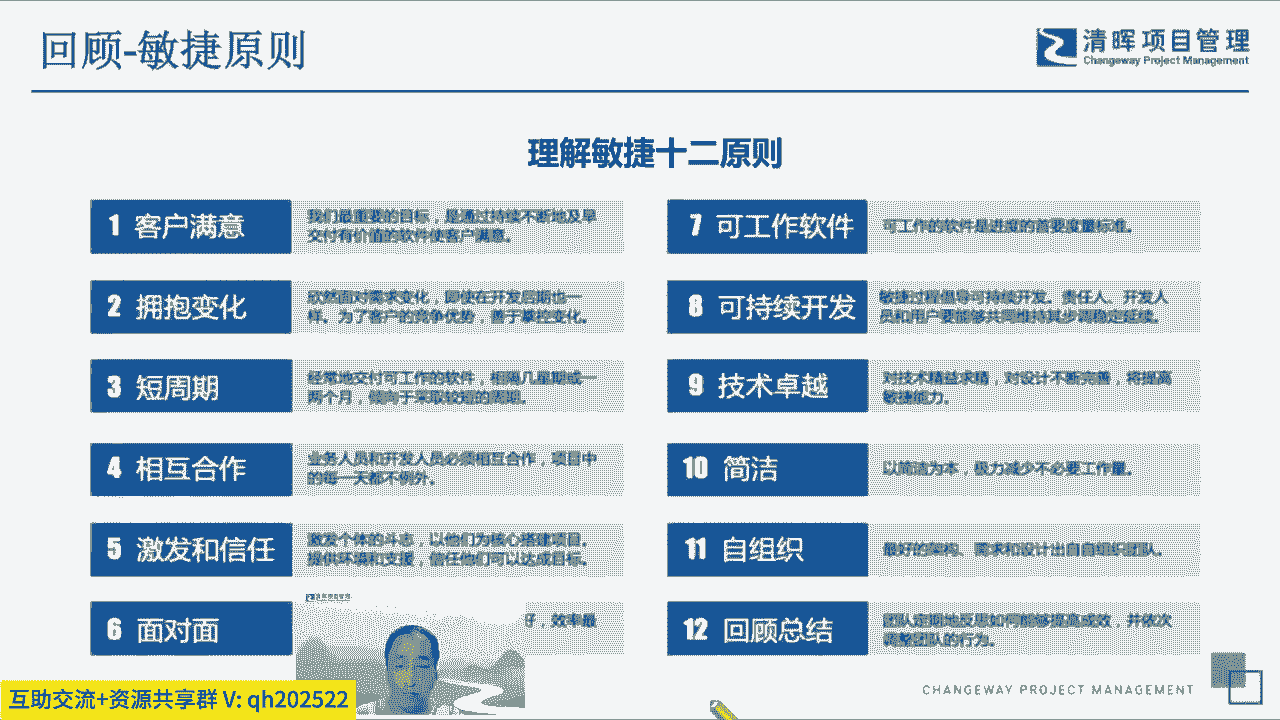 回顾-敏捷原则
清晖项目管理
Changeway Project Management
理解敏捷十二原则
1 客户满意
我们最重要的目标，是通过持续不断地及早
交付有价值的软件使客户满意。
2 拥抱变化
欣然面对需求变化，即使在开发后期也一
样。为了客户的竞争优势，善于掌控变化。
3 短周期
经常地交付可工作的软件，相隔几星期或一
两个月，倾向于采取较短的周期。
4 相互合作
业务人员和开发人员必须相互合作，项目中
的每一天都不例外。
5 激发和信任
激发个体的斗志，以他们为核心搭建项目。
提供环境和支援，信任他们可以达成目标。
6 面对面
，效率最
7 可工作软件
可工作的软件是进度的首要度量标准。
8 可持续开发
敏捷过程倡导可持续开发。责任人、开发人
员和用户要能够共同维持其步调稳定延续。
9 技术卓越
对技术精益求精，对设计不断完善，将提高
敏捷能力。
10 简洁
以简洁为本，极力减少不必要工作量。
11 自组织
最好的架构、需求和设计出自自组织团队。
12 回顾总结
团队定期地反思如何能够提高成效，并依次
调整团队的行为。
清晖项目管理
互助交流+资源共享群 V: qh202522
CHANGEWAY PROJECT MANAGEMENT